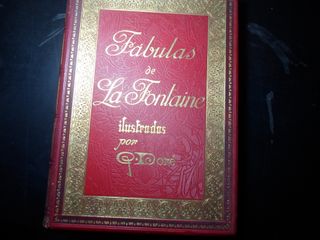 Fabulas
de
La Fontaine
ilustradas
por
G. Doré